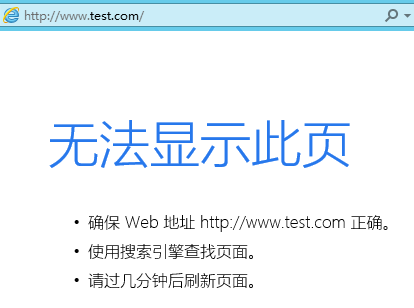 http://www.test.com/
无法显示此页
• 确保 Web 地址 http://www.test.com 正确。
• 使用搜索引擎查找页面。
• 请过几分钟后刷新页面。